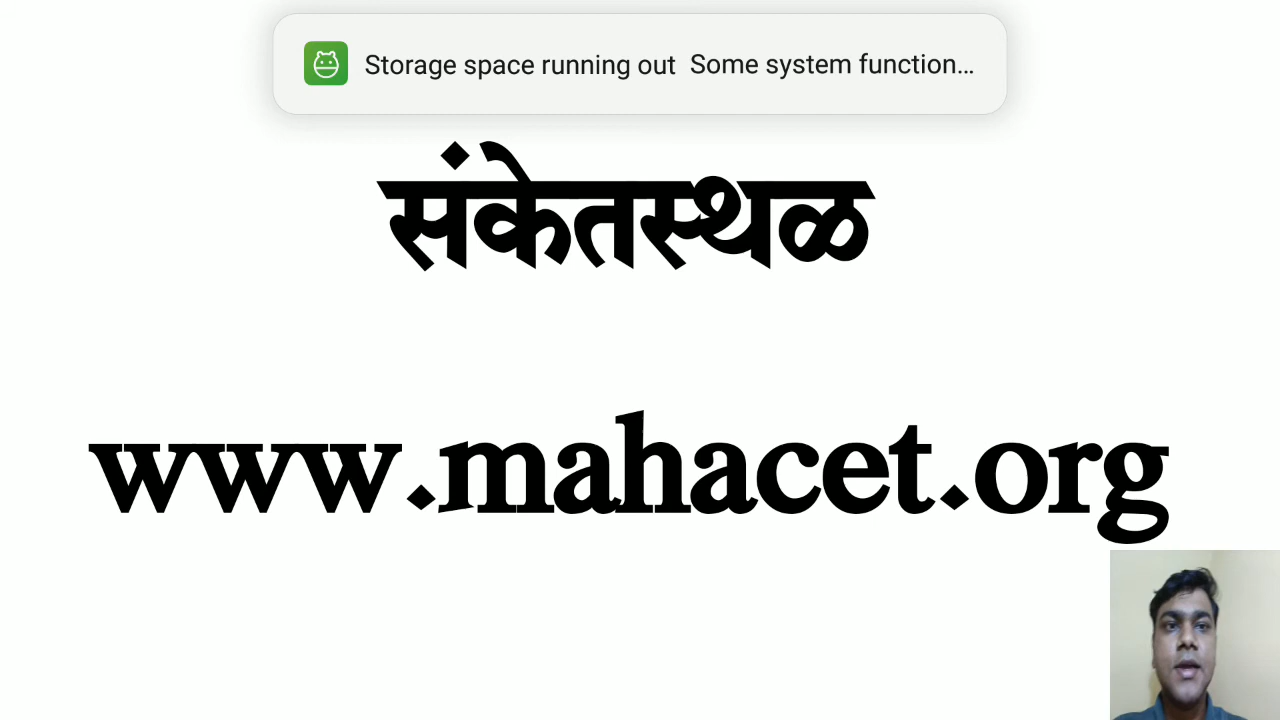 Storage space running out Some system function...
संकेतस्थळ
www.mahacet.org